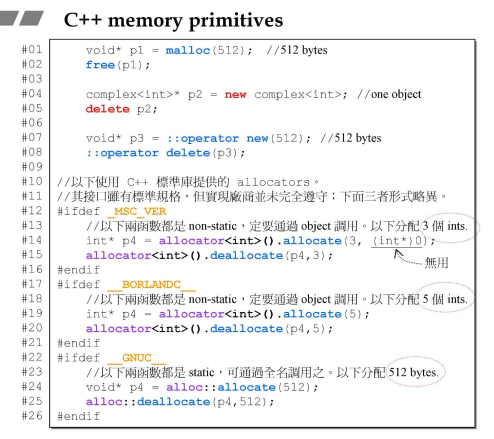 C++ memory primitives
#01 void* p1 = malloc(512); //512 bytes
#02 free(p1);
#03
#04 complex<int>* p2 = new complex<int>; //one object
#05 delete p2;
#06
#07 void* p3 = ::operator new(512); //512 bytes
#08 ::operator delete(p3);
#09
#10 //以下使用 C++ 標準庫提供的 allocators。
#11 //其接口雖有標準規格，但實現廠商並未完全遵守；下面三者形式略異。
#12 #ifdef _MSC_VER
#13 //以下兩函數都是 non-static，定要通過 object 調用。以下分配 3 個 ints.
#14 int* p4 = allocator<int>().allocate(3, (int*)0);
#15 allocator<int>().deallocate(p4,3);
無用
#16 #endif
#17 #ifdef __BORLANDC__
#18 //以下兩函數都是 non-static，定要通過 object 調用。以下分配 5 個 ints.
#19 int* p4 = allocator<int>().allocate(5);
#20 allocator<int>().deallocate(p4,5);
#21 #endif
#22 #ifdef __GNUC__
#23 //以下兩函數都是 static，可通過全名調用之。以下分配 512 bytes.
#24 void* p4 = alloc::allocate(512);
#25 alloc::deallocate(p4,512);
#26 #endif